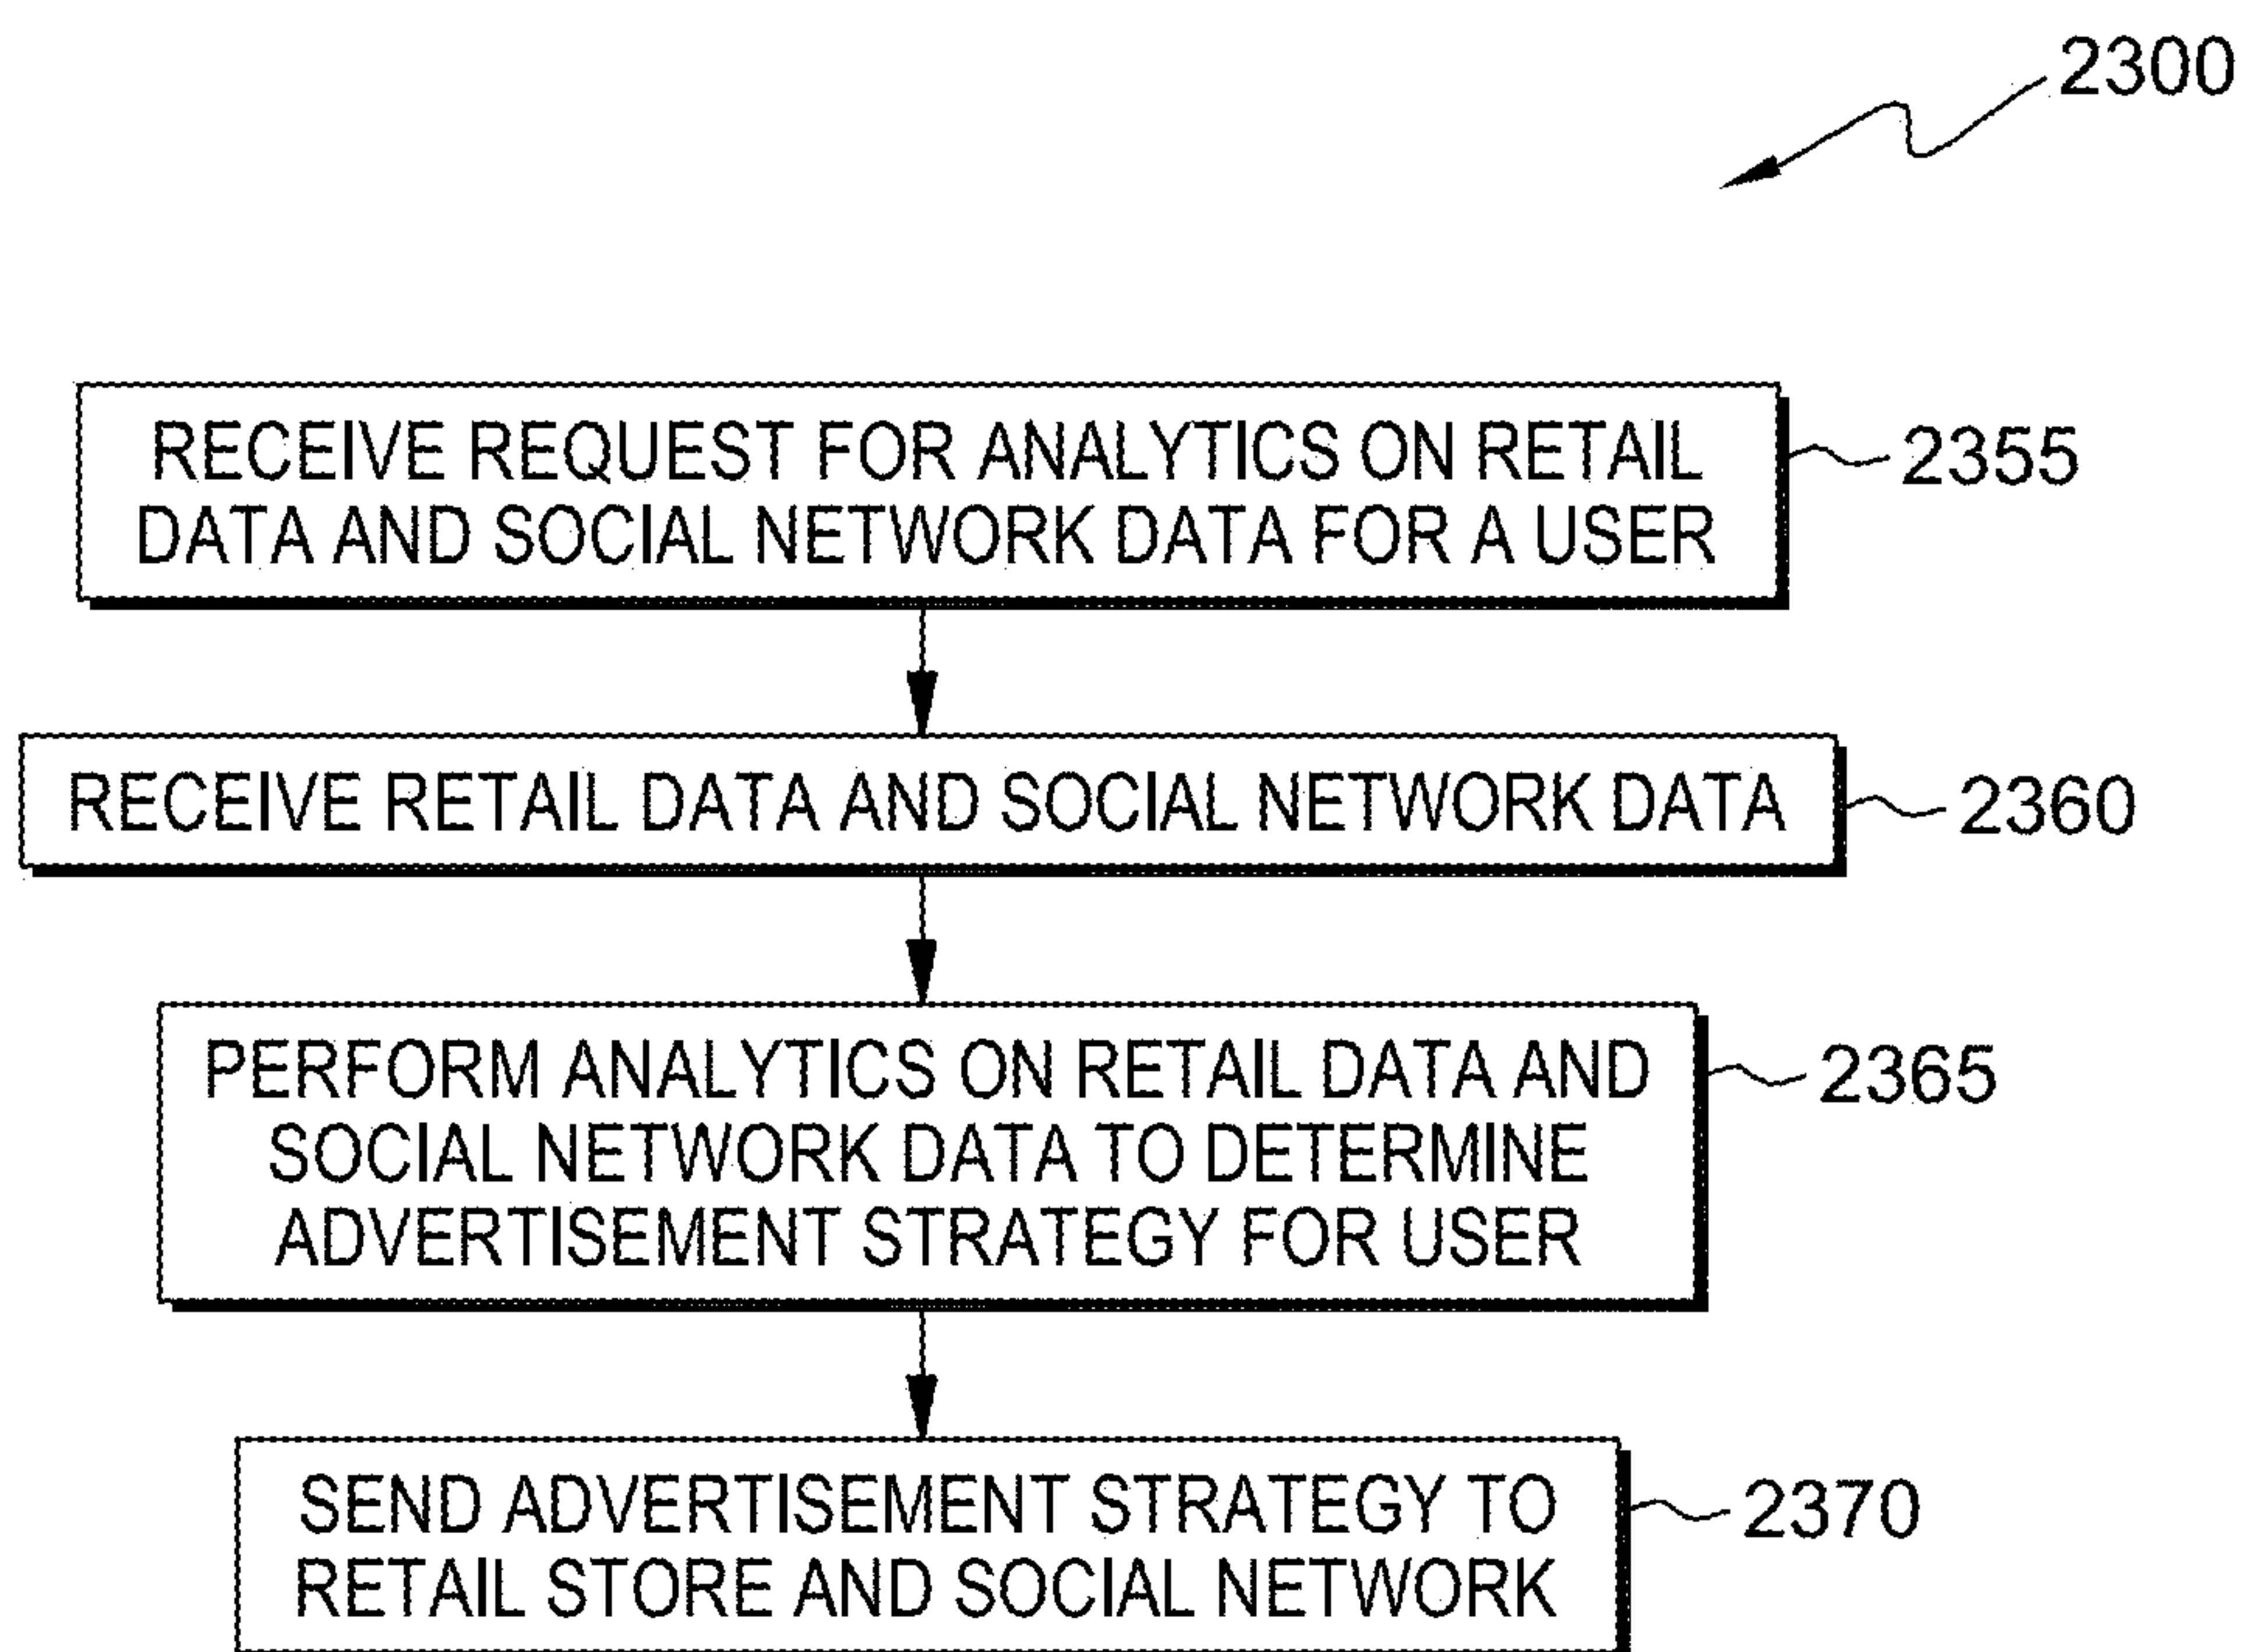 2300
RECEIVE REQUEST FOR ANALYTICS ON RETAIL
DATA AND SOCIAL NETWORK DATA FOR A USER
2355
RECEIVE RETAIL DATA AND SOCIAL NETWORK DATA
2360
PERFORM ANALYTICS ON RETAIL DATA AND
SOCIAL NETWORK DATA TO DETERMINE
ADVERTISEMENT STRATEGY FOR USER
2365
SEND ADVERTISEMENT STRATEGY TO
RETAIL STORE AND SOCIAL NETWORK
2370